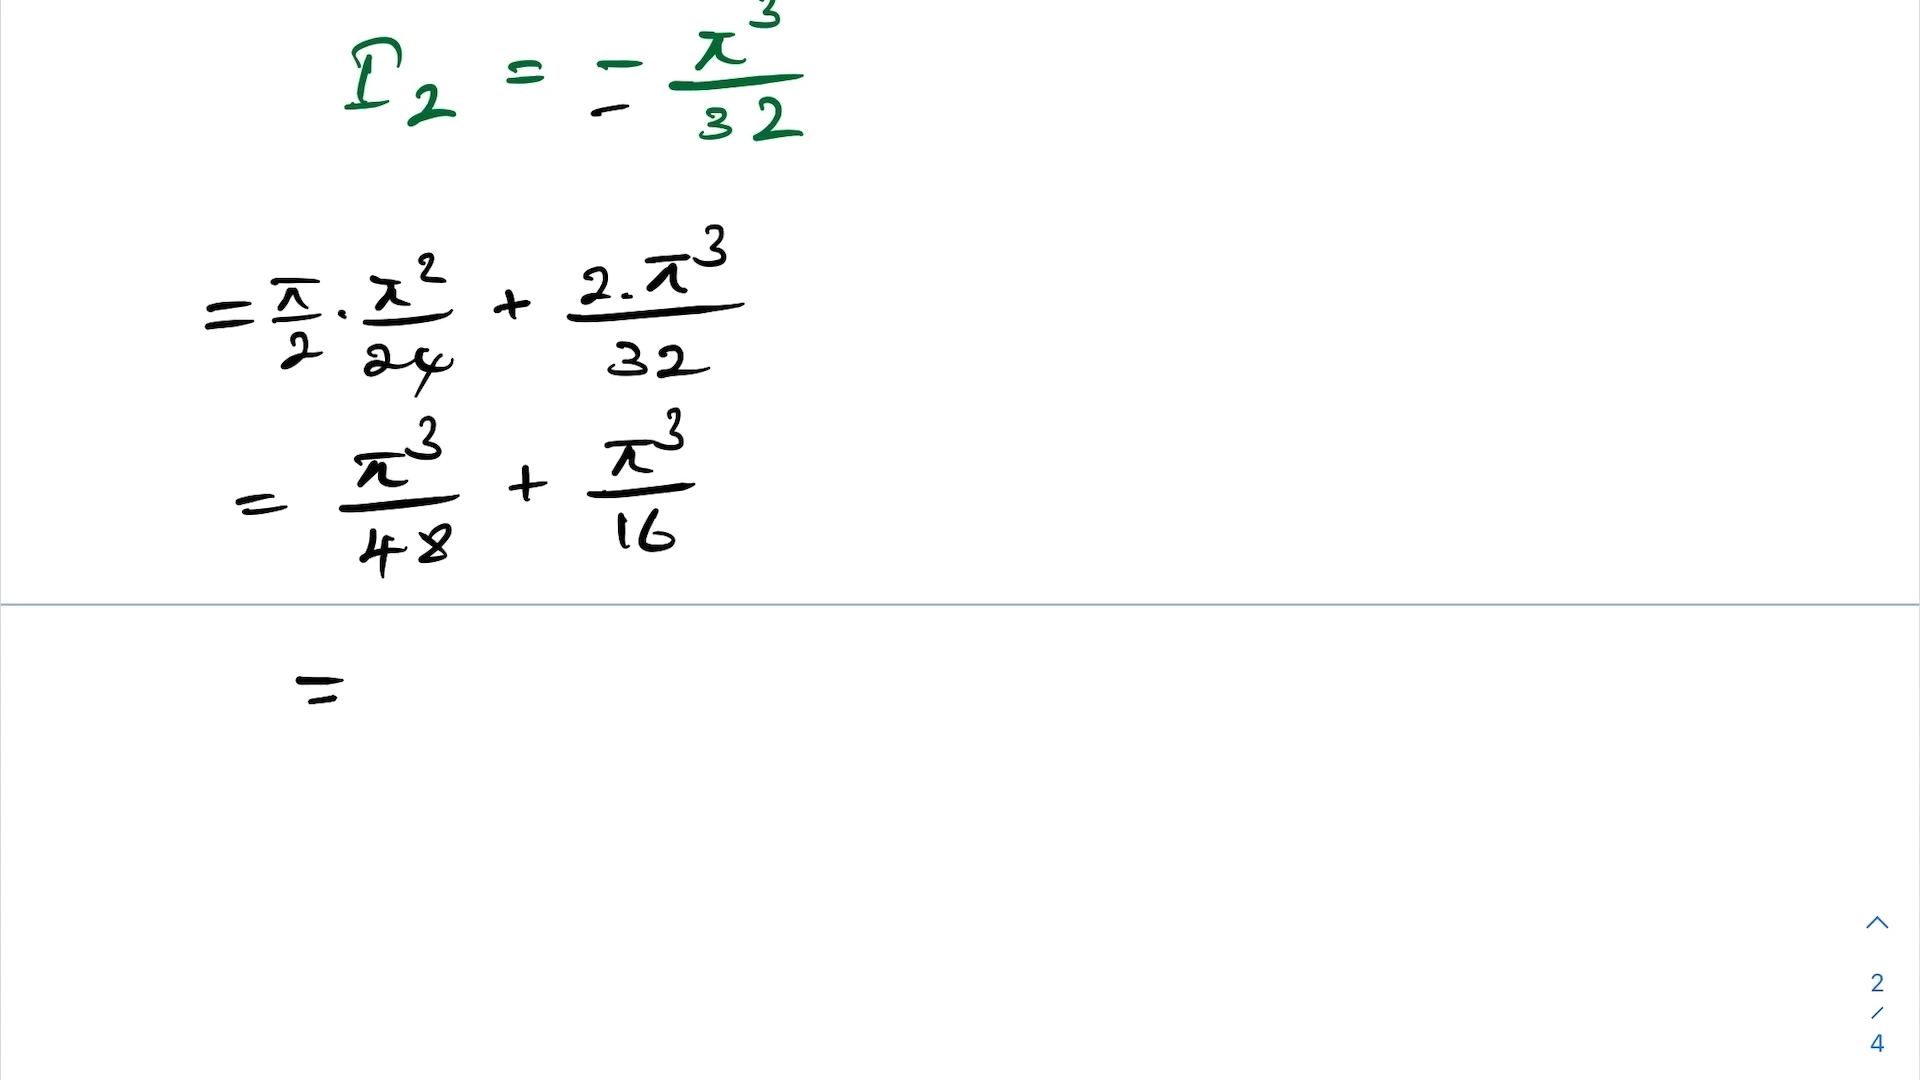 I₂ = - π³/32
= π/2 · π²/24 + 2·π³/32
= π³/48 + π³/16
=
2
/
4